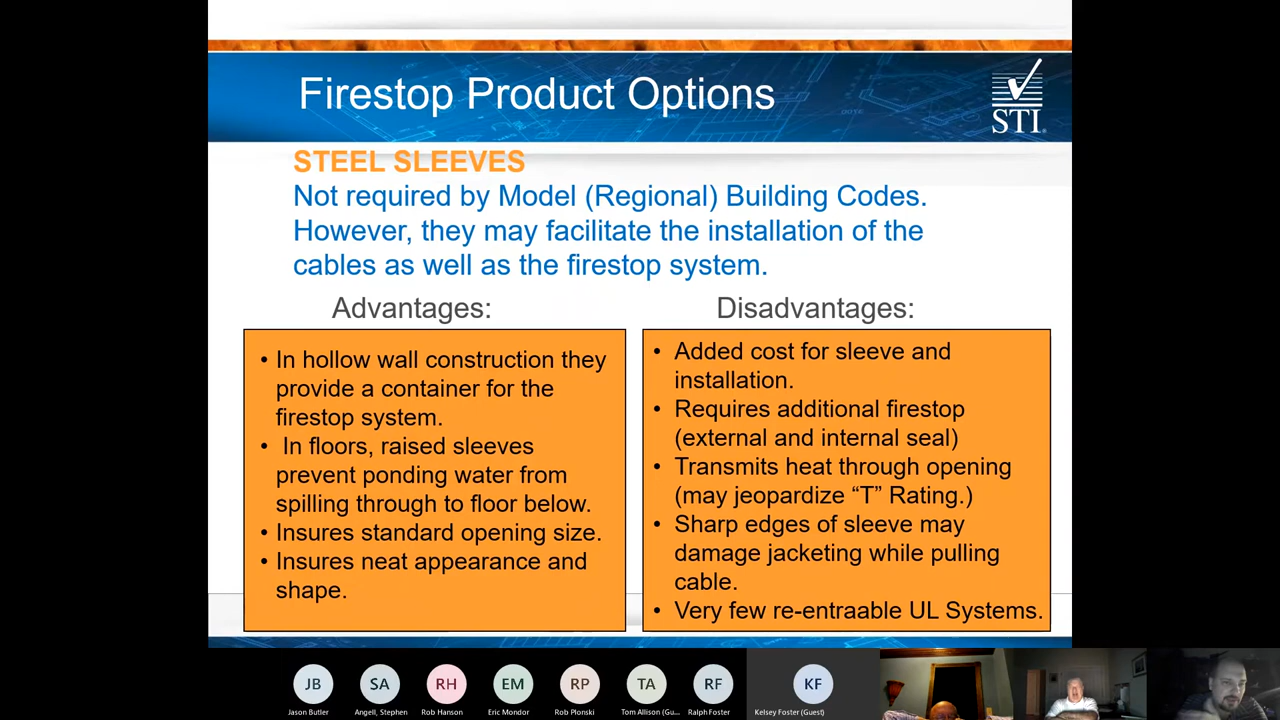 Firestop Product Options
STI
STEEL SLEEVES
Not required by Model (Regional) Building Codes.
However, they may facilitate the installation of the
cables as well as the firestop system.
Advantages:
• In hollow wall construction they
provide a container for the
firestop system.
• In floors, raised sleeves
prevent ponding water from
spilling through to floor below.
• Insures standard opening size.
• Insures neat appearance and
shape.
Disadvantages:
• Added cost for sleeve and
installation.
• Requires additional firestop
(external and internal seal)
• Transmits heat through opening
(may jeopardize “T” Rating.)
• Sharp edges of sleeve may
damage jacketing while pulling
cable.
• Very few re-entraable UL Systems.
JB
SA
RH
EM
RP
TA
RF
KF
Jason Butler
Angell, Stephen
Rob Hanson
Eric Mondor
Rob Plonski
Tom Allison (Gu...
Ralph Foster
Kelsey Foster (Guest)